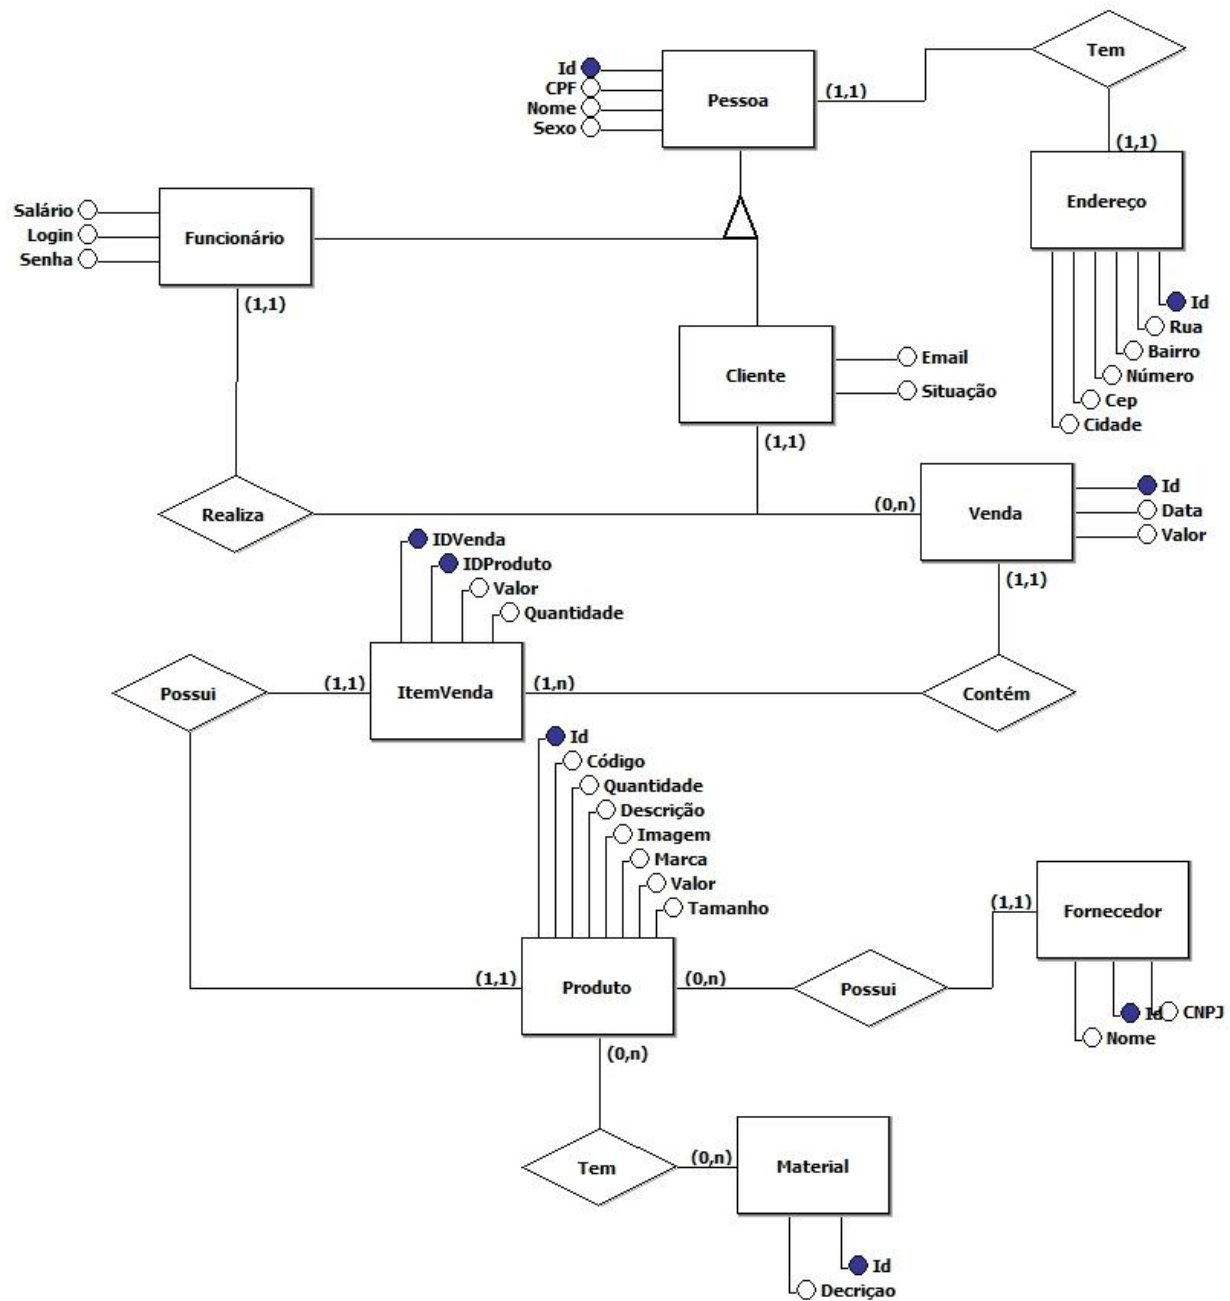 Tem
Id
CPF
Nome
Sexo
Pessoa
(1,1)
(1,1)
Endereço
Salário
Login
Senha
Funcionário
(1,1)
Id
Rua
Bairro
Número
Cep
Cidade
Cliente
Email
Situação
(1,1)
Realiza
(0,n)
Venda
Id
Data
Valor
(1,1)
IDVenda
IDProduto
Valor
Quantidade
Possui
(1,1)
ItemVenda
(1,n)
Contém
Id
Código
Quantidade
Descrição
Imagem
Marca
Valor
Tamanho
(1,1)
Produto
(0,n)
Possui
(1,1)
Fornecedor
Id
CNPJ
Nome
(0,n)
Tem
(0,n)
Material
Id
Decriçao